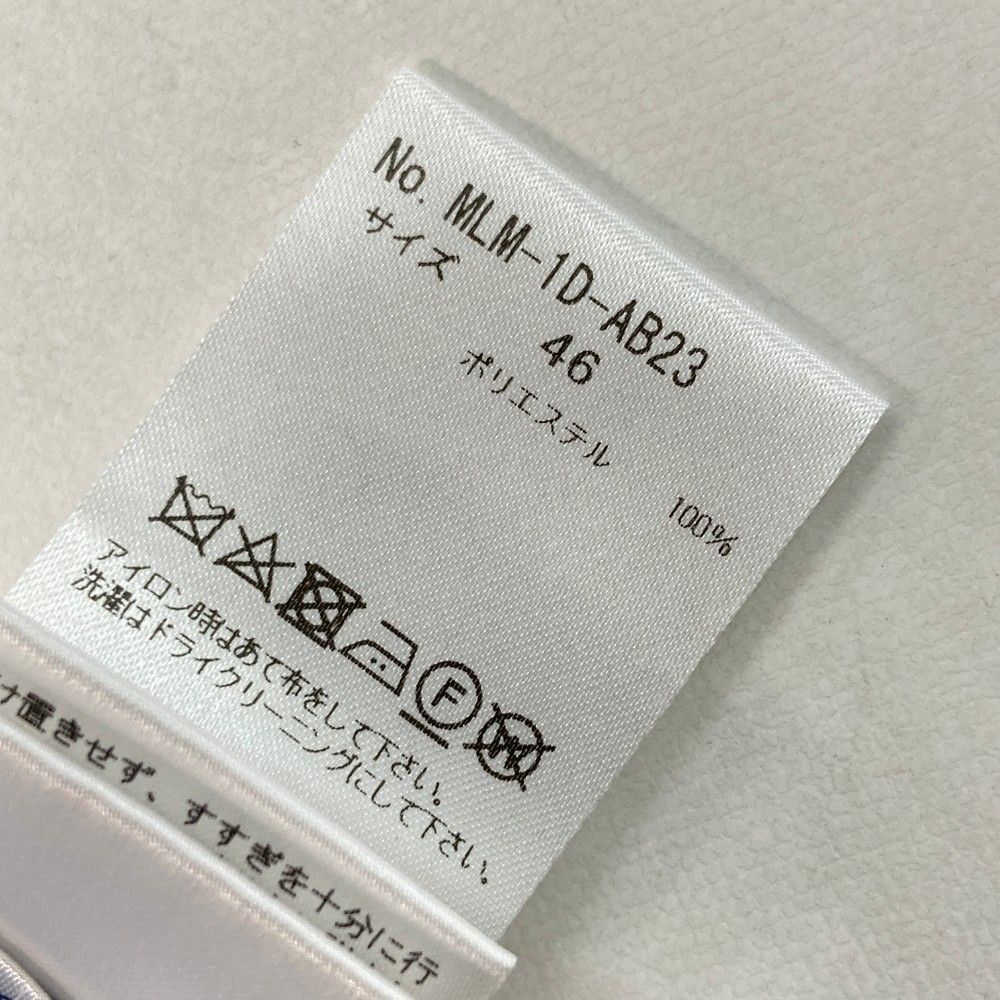 No. MLM-1D-AB23
サイズ 46
ポリエステル 100%
F
W
アイロン時はあて布をして下さい。
洗濯はドライクリーニングにして下さい。
け置きせず、すすぎを十分に行